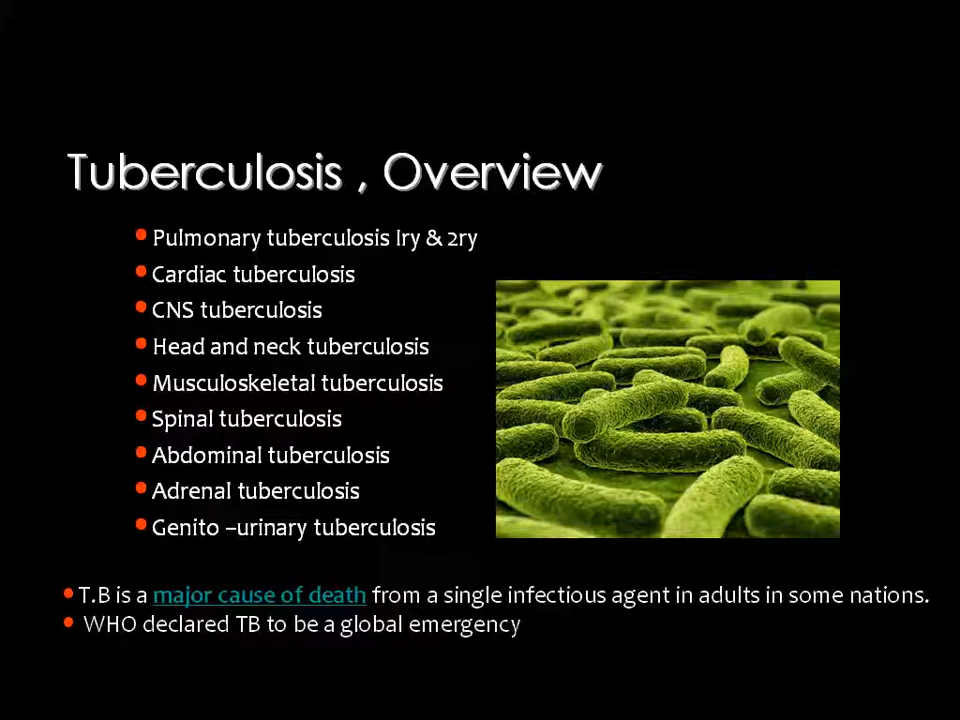 Tuberculosis , Overview
Pulmonary tuberculosis Iry & 2ry
Cardiac tuberculosis
CNS tuberculosis
Head and neck tuberculosis
Musculoskeletal tuberculosis
Spinal tuberculosis
Abdominal tuberculosis
Adrenal tuberculosis
Genito –urinary tuberculosis
T.B is a major cause of death from a single infectious agent in adults in some nations.
WHO declared TB to be a global emergency